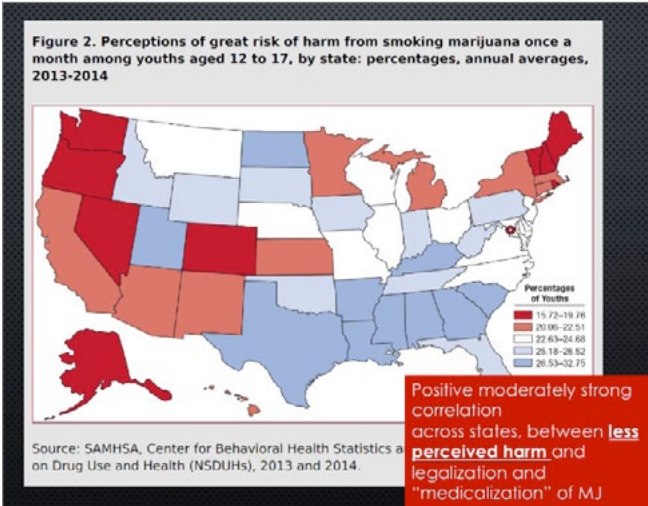 Figure 2. Perceptions of great risk of harm from smoking marijuana once a
month among youths aged 12 to 17, by state: percentages, annual averages,
2013-2014
Percentages
of Youths
15.72–19.76
20.06–22.51
22.63–24.68
25.18–26.52
26.53–32.75
Source: SAMHSA, Center for Behavioral Health Statistics a
on Drug Use and Health (NSDUHs), 2013 and 2014.
Positive moderately strong
correlation
across states, between less
perceived harm and
legalization and
"medicalization" of MJ